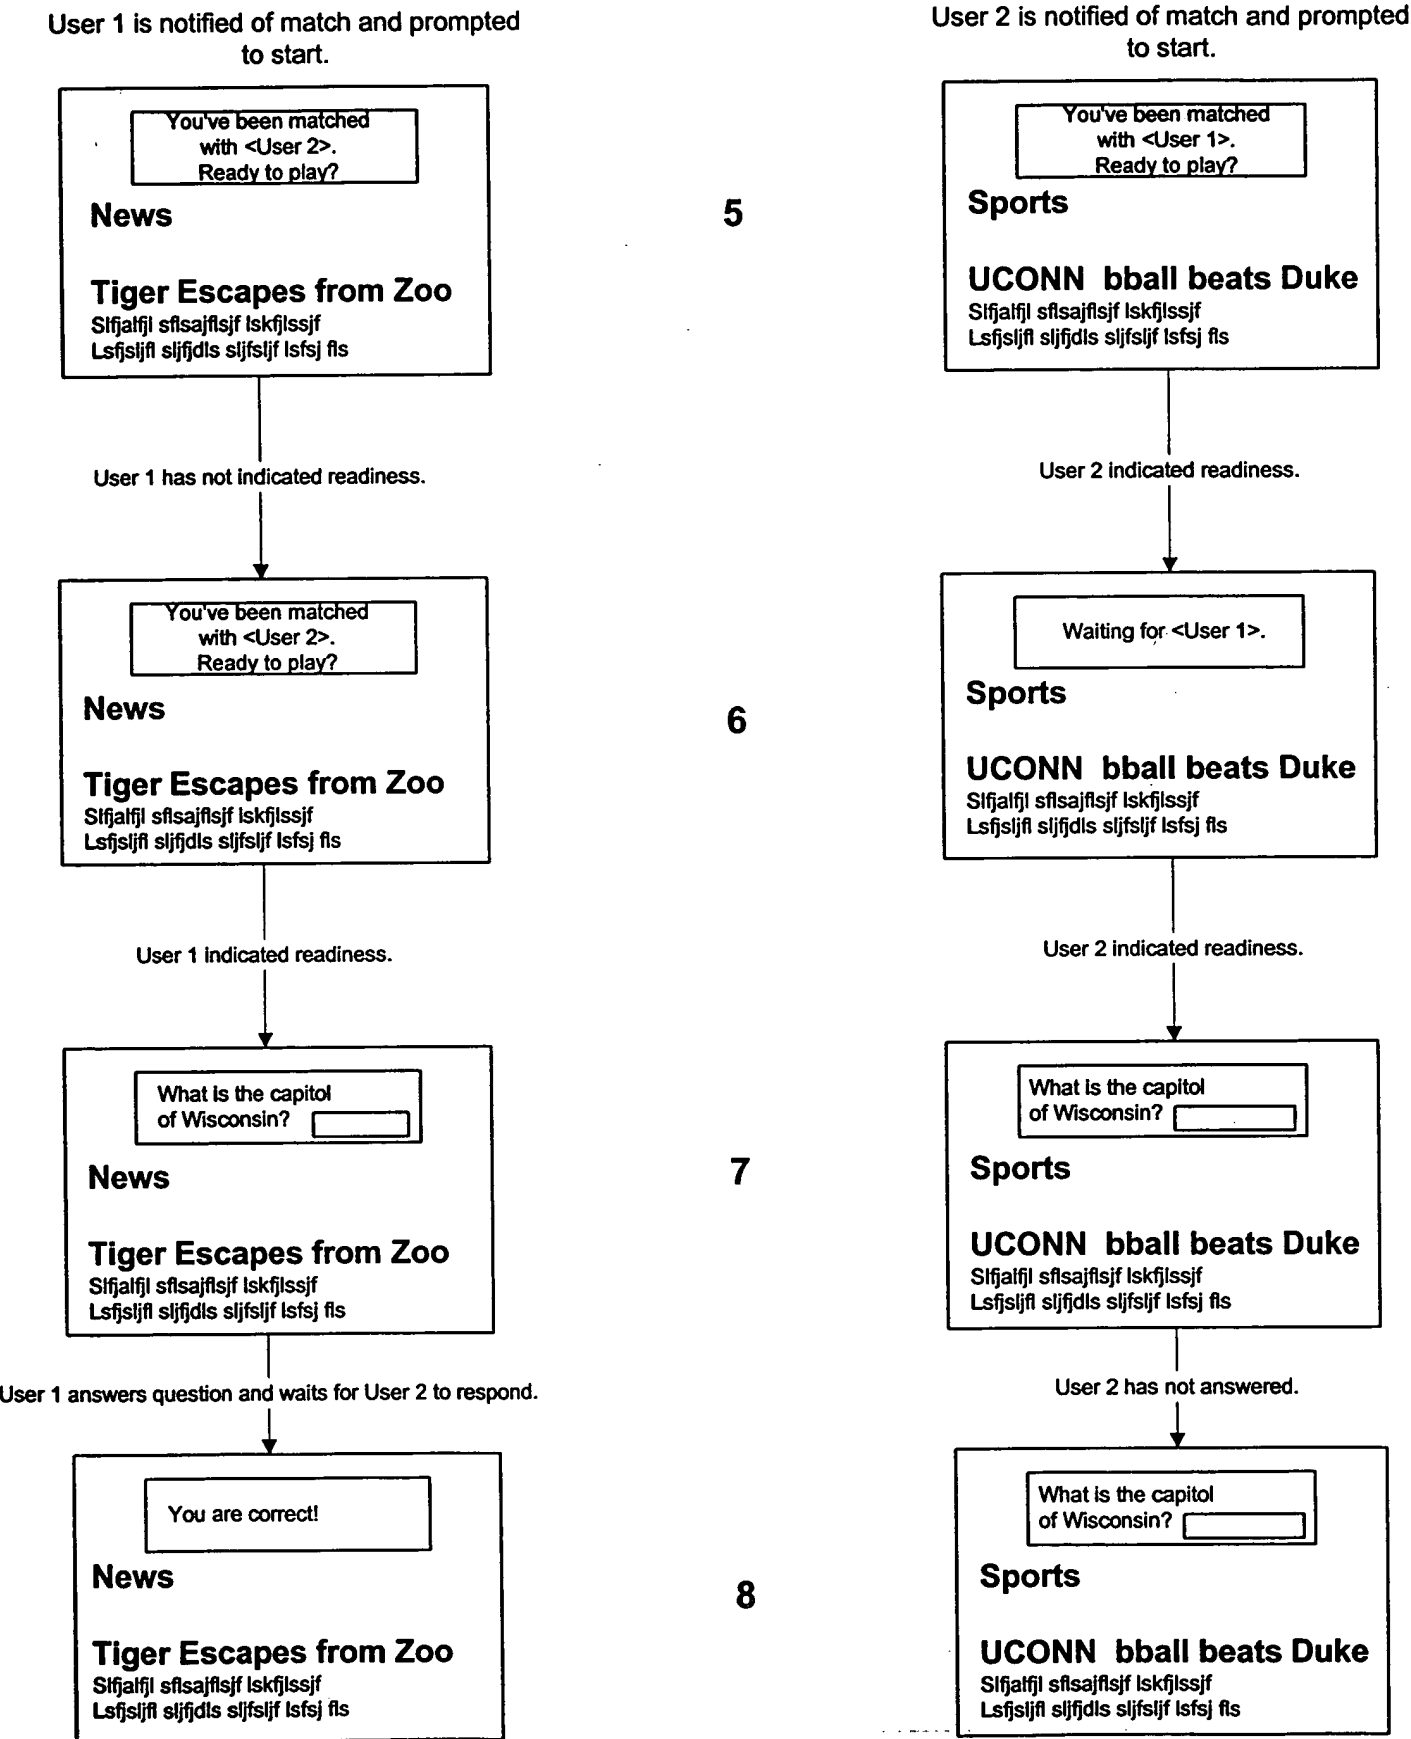 User 1 is notified of match and prompted
to start.
User 2 is notified of match and prompted
to start.
You've been matched
with <User 2>.
Ready to play?
News
Tiger Escapes from Zoo
Slfjalfjl sflsajflsjf lskfjlssjf
Lsfjsljfl sljfjdls sljfsljf lsfsj fls
5
You've been matched
with <User 1>.
Ready to play?
Sports
UCONN bball beats Duke
Slfjalfjl sflsajflsjf lskfjlssjf
Lsfjsljfl sljfjdls sljfsljf lsfsj fls
User 1 has not indicated readiness.
User 2 indicated readiness.
You've been matched
with <User 2>.
Ready to play?
News
Tiger Escapes from Zoo
Slfjalfjl sflsajflsjf lskfjlssjf
Lsfjsljfl sljfjdls sljfsljf lsfsj fls
6
Waiting for <User 1>.
Sports
UCONN bball beats Duke
Slfjalfjl sflsajflsjf lskfjlssjf
Lsfjsljfl sljfjdls sljfsljf lsfsj fls
User 1 indicated readiness.
User 2 indicated readiness.
What is the capitol
of Wisconsin?
News
Tiger Escapes from Zoo
Slfjalfjl sflsajflsjf lskfjlssjf
Lsfjsljfl sljfjdls sljfsljf lsfsj fls
7
What is the capitol
of Wisconsin?
Sports
UCONN bball beats Duke
Slfjalfjl sflsajflsjf lskfjlssjf
Lsfjsljfl sljfjdls sljfsljf lsfsj fls
User 1 answers question and waits for User 2 to respond.
User 2 has not answered.
You are correct!
News
Tiger Escapes from Zoo
Slfjalfjl sflsajflsjf lskfjlssjf
Lsfjsljfl sljfjdls sljfsljf lsfsj fls
8
What is the capitol
of Wisconsin?
Sports
UCONN bball beats Duke
Slfjalfjl sflsajflsjf lskfjlssjf
Lsfjsljfl sljfjdls sljfsljf lsfsj fls